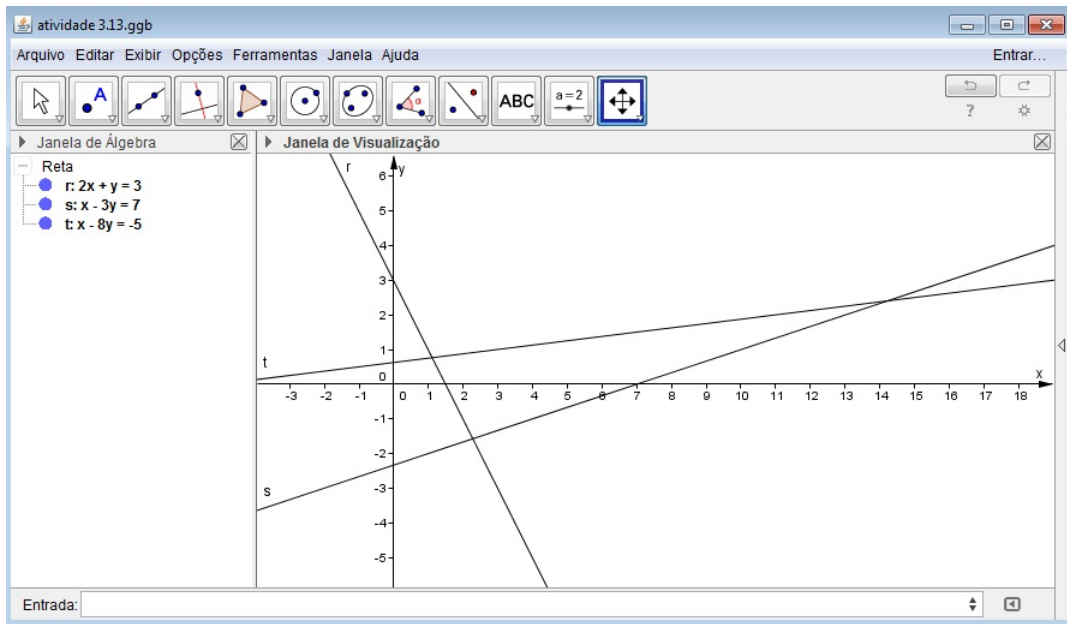 atividade 3.13.ggb
Arquivo Editar Exibir Opções Ferramentas Janela Ajuda Entrar...
A α ABC a = 2 ?
Janela de Álgebra
Janela de Visualização
Reta
r: 2x + y = 3
s: x - 3y = 7
t: x - 8y = -5
r
y
6
5
4
3
2
1
t
0
x
-3 -2 -1 0 1 2 3 4 5 6 7 8 9 10 11 12 13 14 15 16 17 18
-1
-2
-3
s
-4
-5
Entrada: